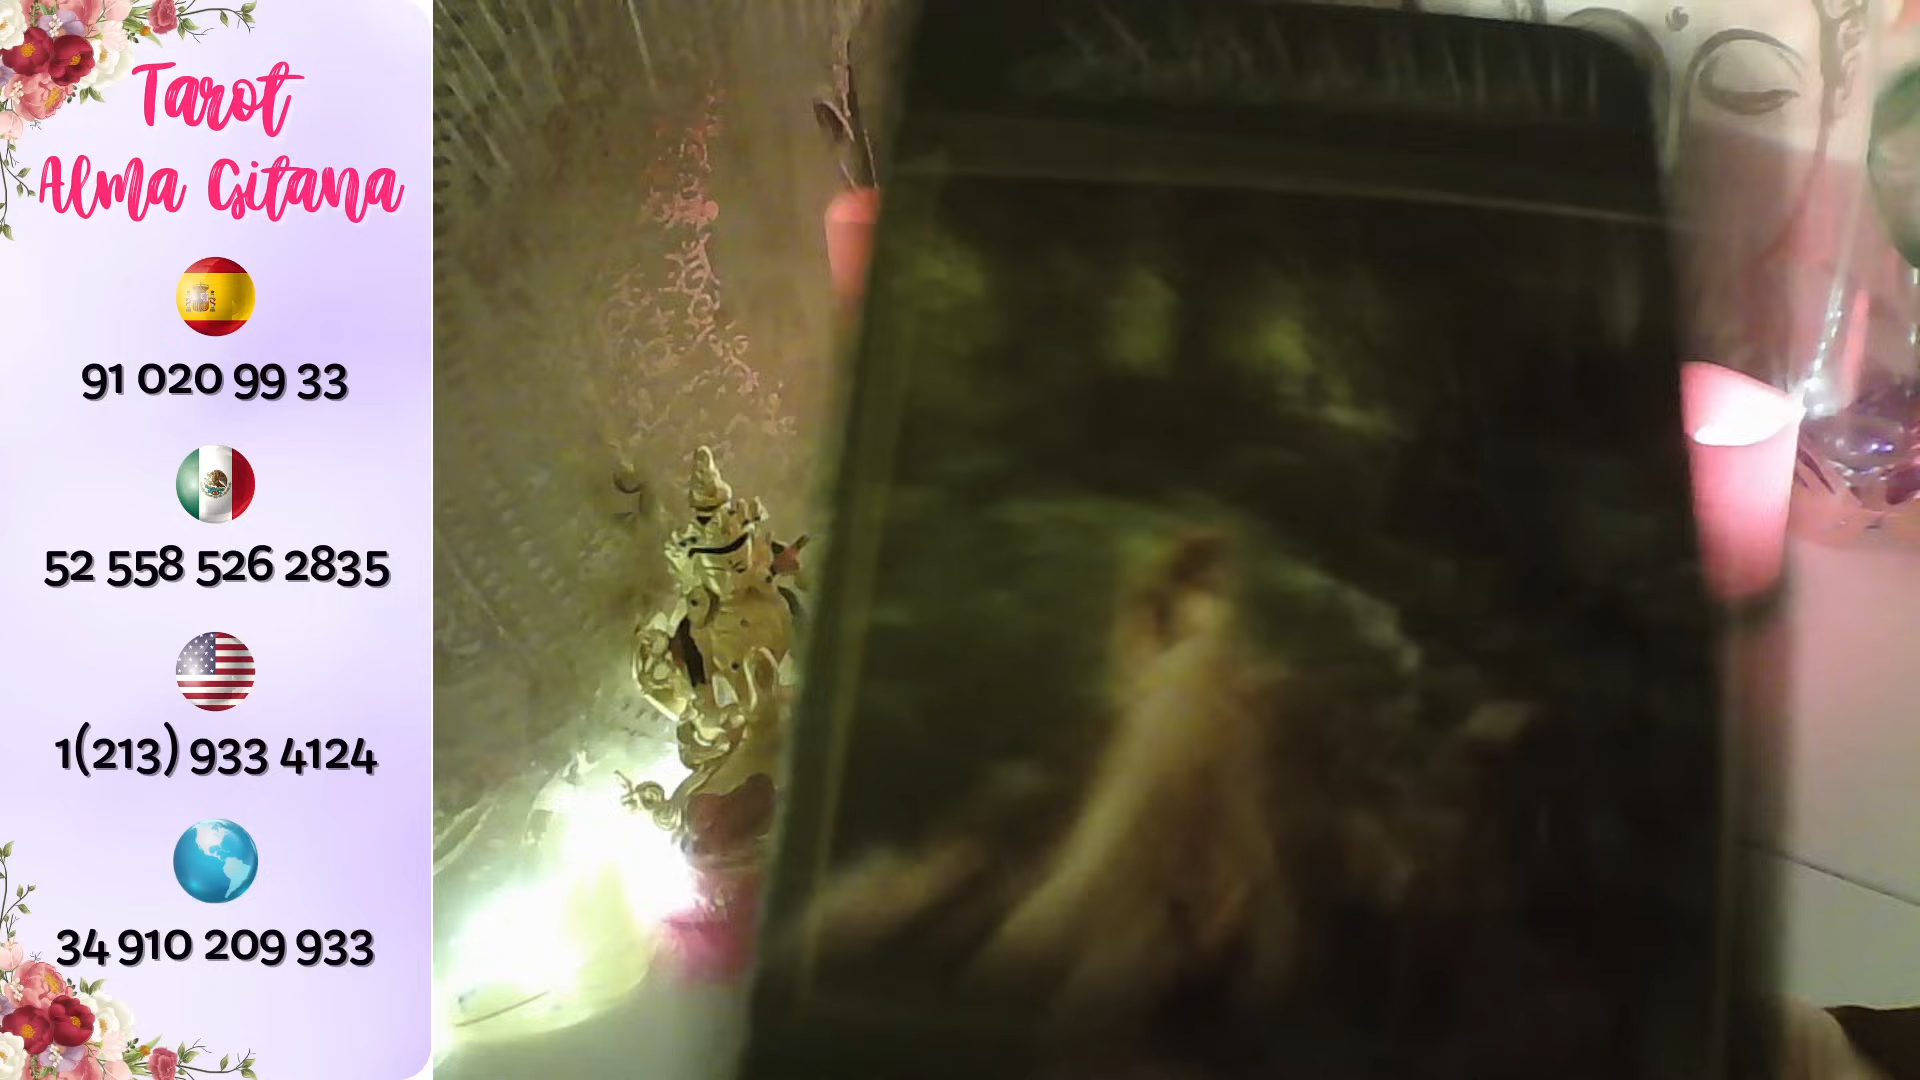 Tarot
Alma Gitana
91 020 99 33
52 558 526 2835
1(213) 933 4124
34 910 209 933